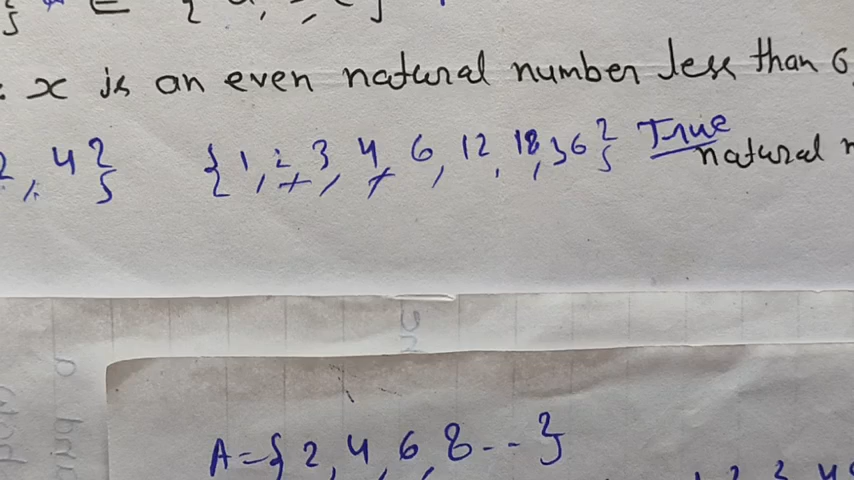 : x is an even natural number less than 6
2, 4} {1, 2, 3, 4, 6, 12, 18, 36} True
natural
A={2, 4, 6, 8--}